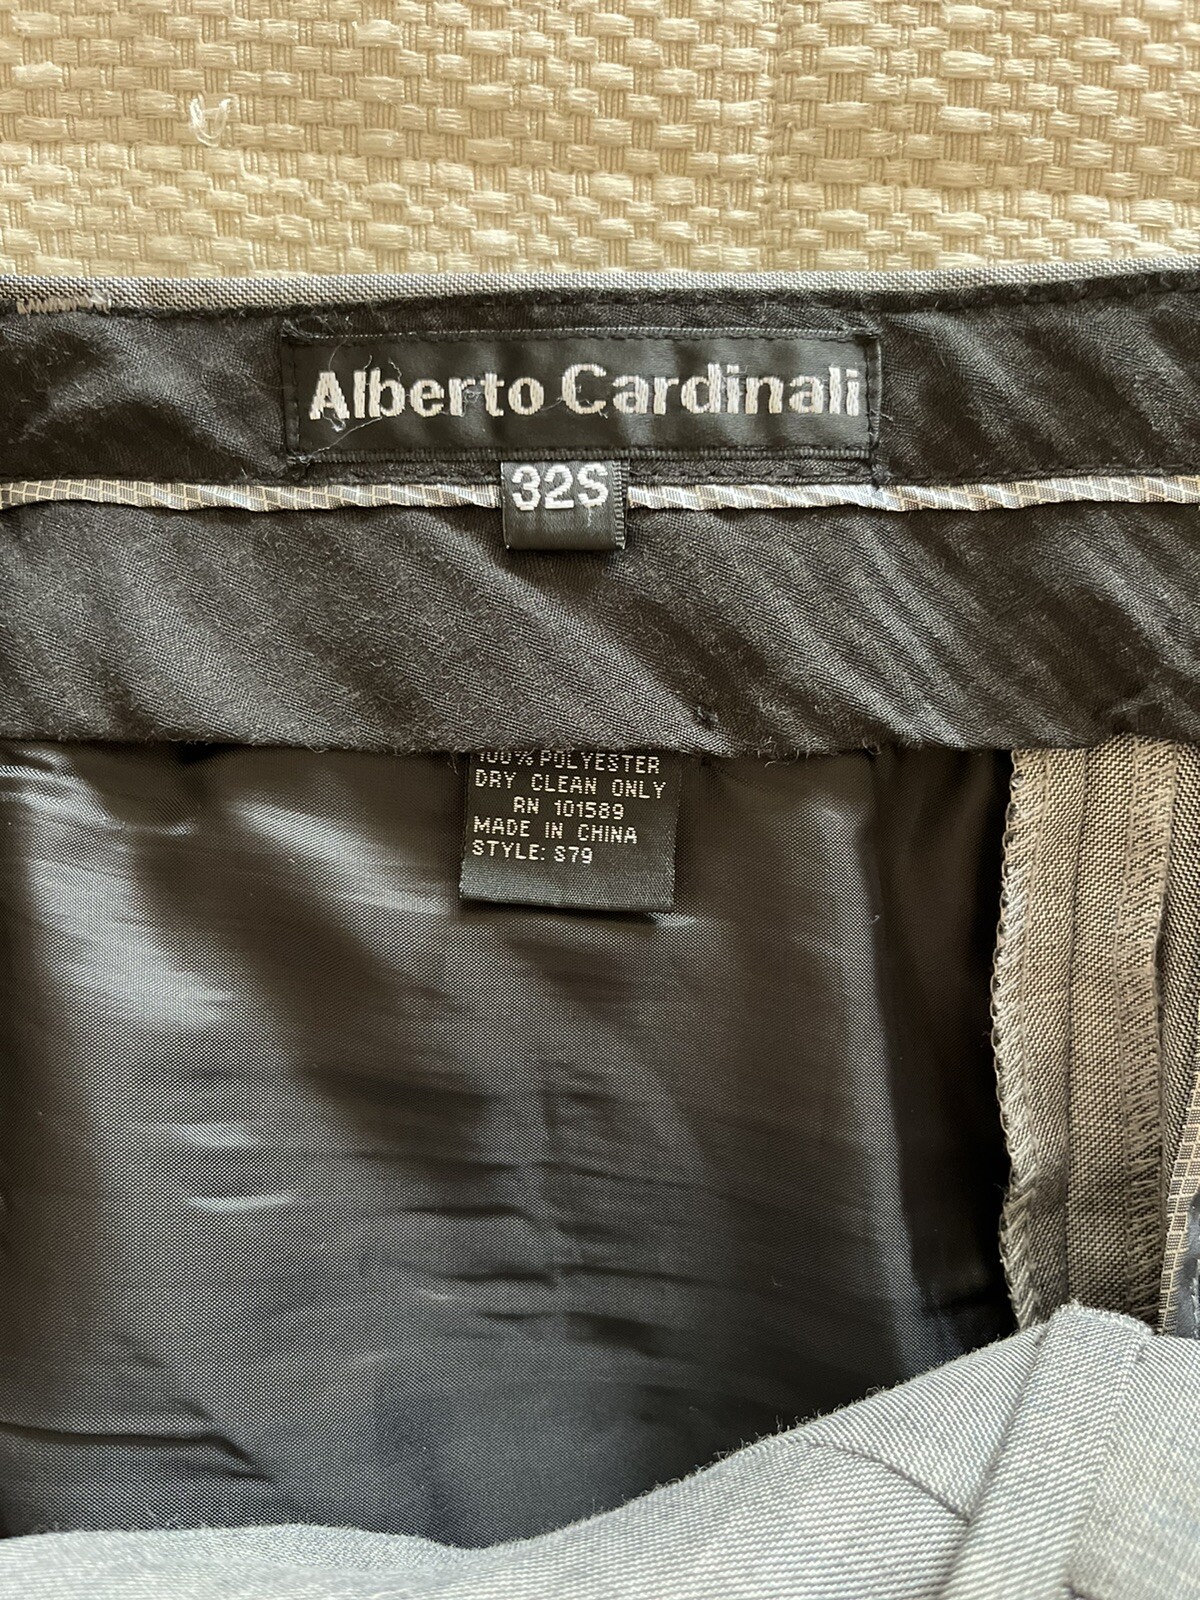 Alberto Cardinali
32S
100% POLYESTER
DRY CLEAN ONLY
RN 101589
MADE IN CHINA
STYLE: S79